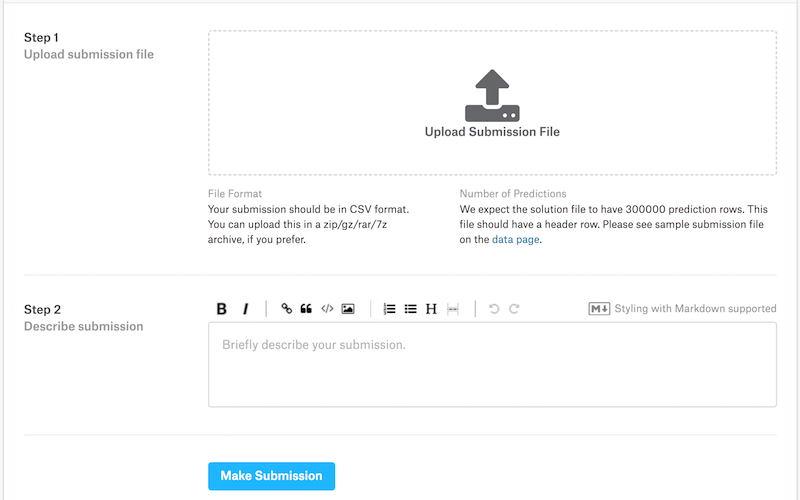 Step 1
Upload submission file
Upload Submission File
File Format
Your submission should be in CSV format.
You can upload this in a zip/gz/rar/7z
archive, if you prefer.
Number of Predictions
We expect the solution file to have 300000 prediction rows. This
file should have a header row. Please see sample submission file
on the data page.
Step 2
Describe submission
B I H
M Styling with Markdown supported
Briefly describe your submission.
Make Submission